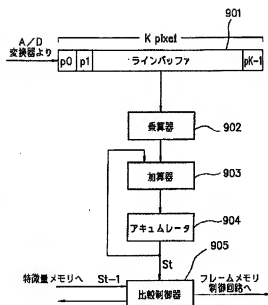 K pixel
901
A/D
変換器より
p0 p1 ラインバッファ pK-1
乗算器
902
加算器
903
アキュムレータ
904
St
905
特徴量メモリへ St-1
比較制御器
フレームメモリ
制御回路へ